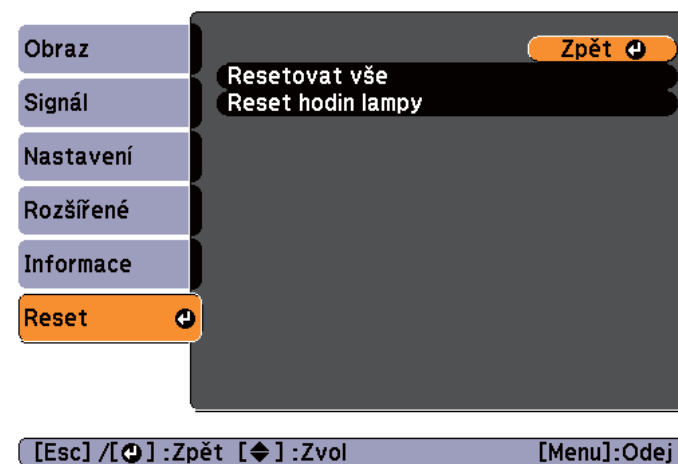 Obraz
Signál
Nastavení
Rozšířené
Informace
Reset
Zpět
Resetovat vše
Reset hodin lampy
[Esc] /[ ] :Zpět [ ] :Zvol [Menu]:Odej